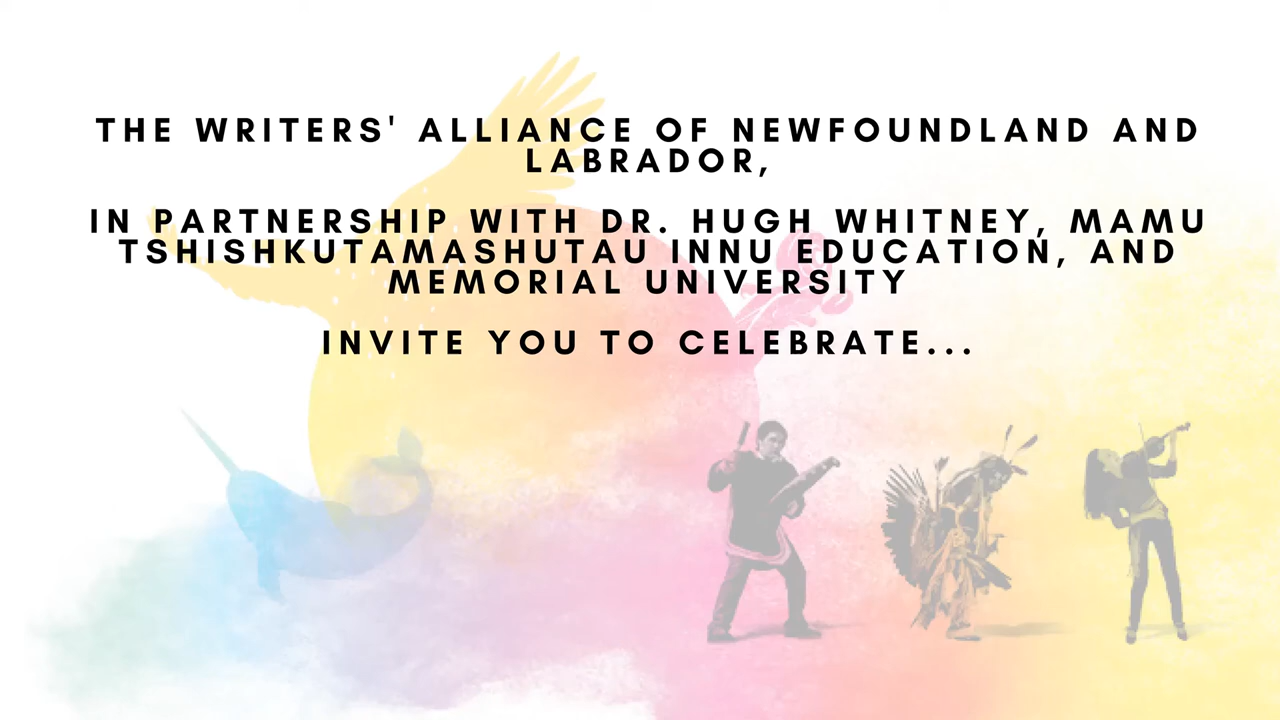 THE WRITERS' ALLIANCE OF NEWFOUNDLAND AND
LABRADOR,
IN PARTNERSHIP WITH DR. HUGH WHITNEY, MAMU
TSHISHKUTAMASHUTAU INNU EDUCATION, AND
MEMORIAL UNIVERSITY
INVITE YOU TO CELEBRATE...